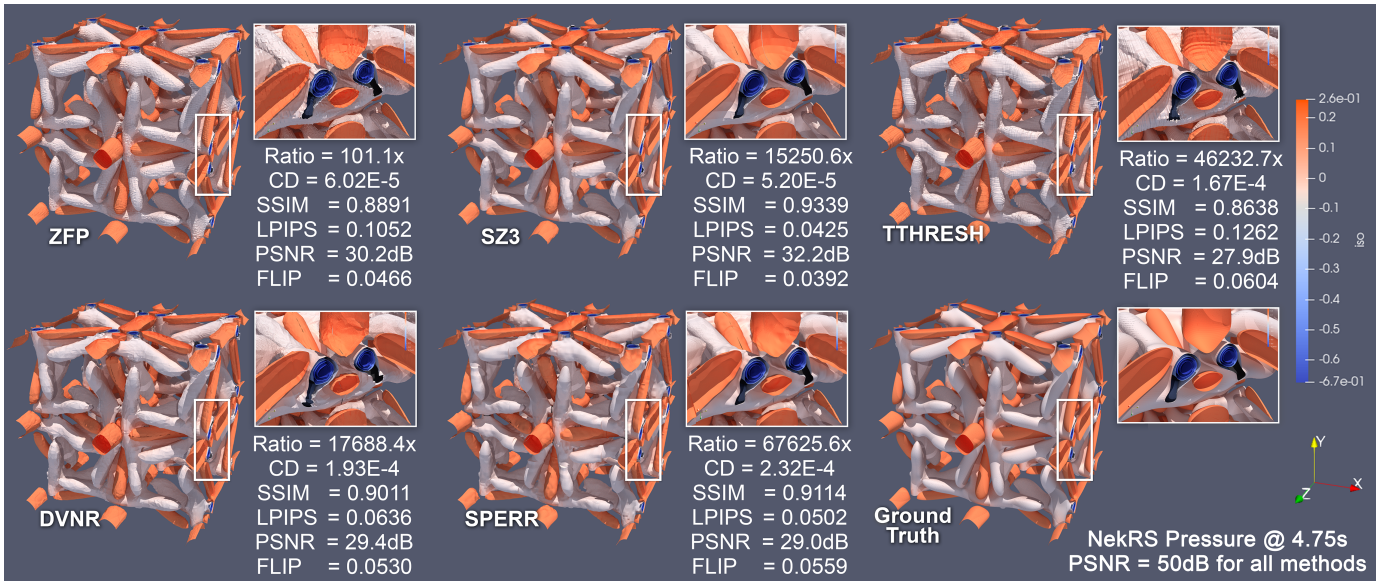 ZFP
Ratio = 101.1x
CD = 6.02E-5
SSIM = 0.8891
LPIPS = 0.1052
PSNR = 30.2dB
FLIP = 0.0466
SZ3
Ratio = 15250.6x
CD = 5.20E-5
SSIM = 0.9339
LPIPS = 0.0425
PSNR = 32.2dB
FLIP = 0.0392
TTHRESH
Ratio = 46232.7x
CD = 1.67E-4
SSIM = 0.8638
LPIPS = 0.1262
PSNR = 27.9dB
FLIP = 0.0604
2.6e-01
0.2
0.1
0
-0.1
-0.2
-0.3
-0.4
-0.5
-0.6
-6.7e-01
iso
DVNR
Ratio = 17688.4x
CD = 1.93E-4
SSIM = 0.9011
LPIPS = 0.0636
PSNR = 29.4dB
FLIP = 0.0530
SPERR
Ratio = 67625.6x
CD = 2.32E-4
SSIM = 0.9114
LPIPS = 0.0502
PSNR = 29.0dB
FLIP = 0.0559
Ground
Truth
Y
X
Z
NekRS Pressure @ 4.75s
PSNR = 50dB for all methods